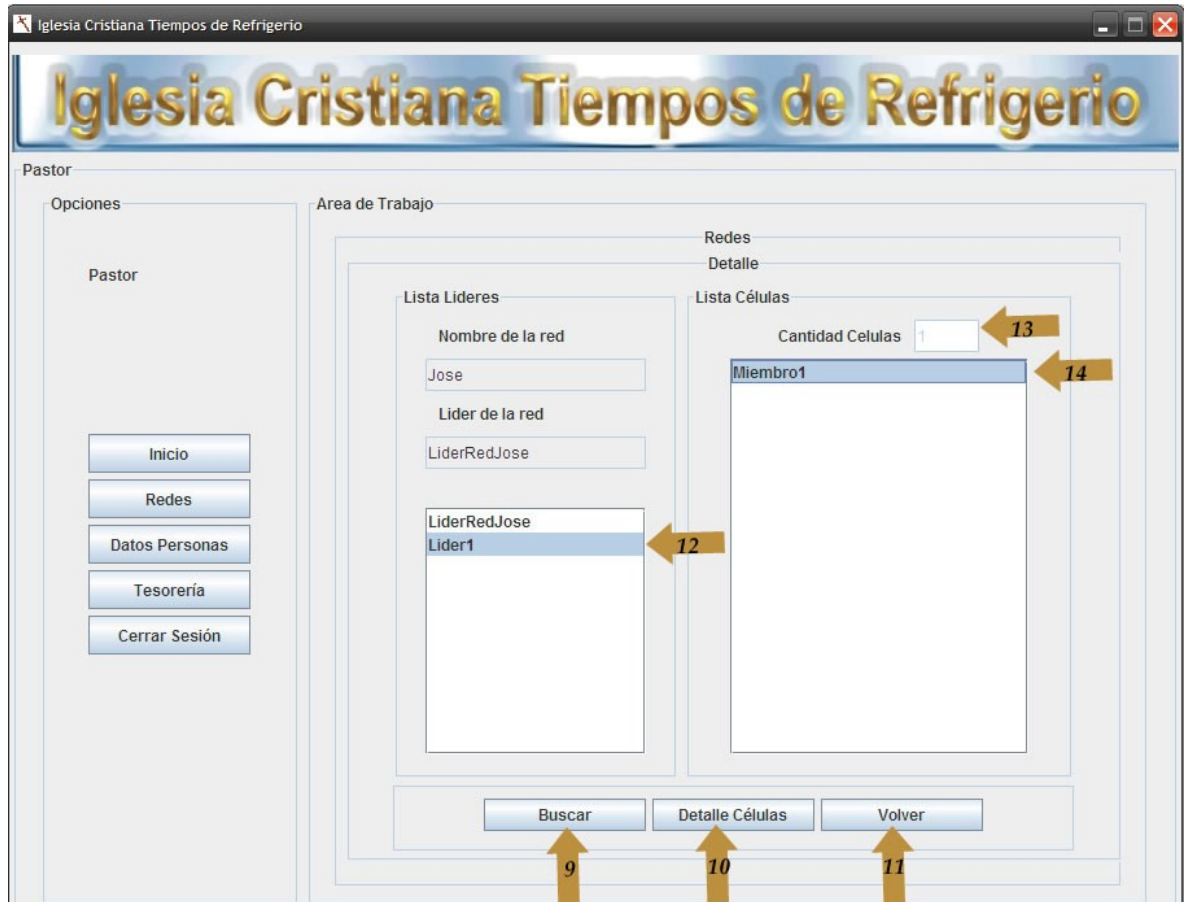 Iglesia Cristiana Tiempos de Refrigerio
Iglesia Cristiana Tiempos de Refrigerio
Pastor
Opciones
Pastor
Inicio
Redes
Datos Personas
Tesorería
Cerrar Sesión
Area de Trabajo
Redes
Detalle
Lista Lideres
Nombre de la red
Jose
Lider de la red
LiderRedJose
LiderRedJose
Lider1
12
Lista Células
Cantidad Celulas 1
13
Miembro1
14
Buscar Detalle Células Volver
9 10 11